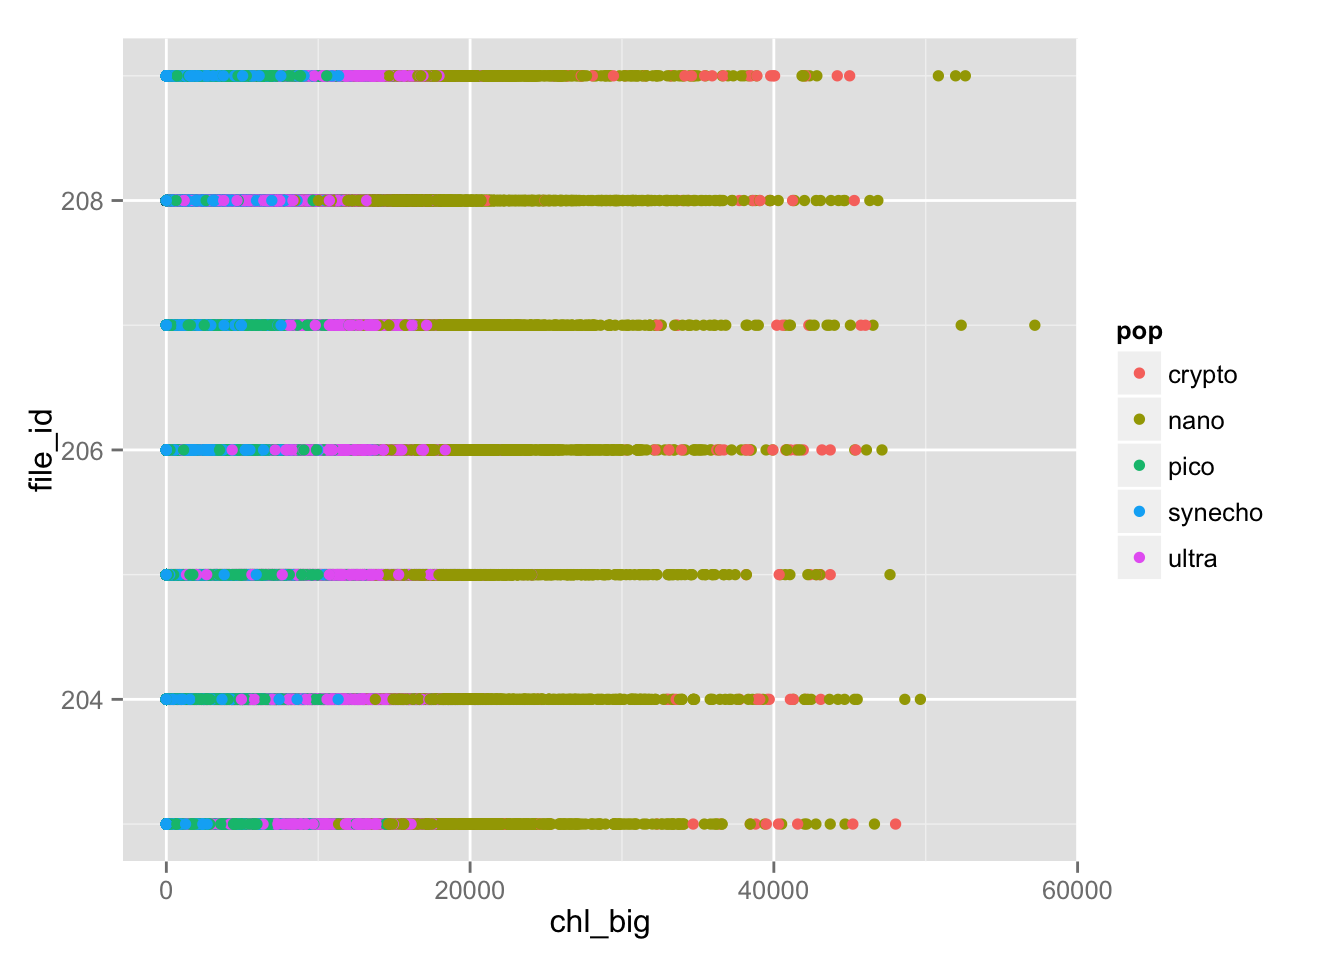 208
206
204
file_id
0
20000
40000
60000
chl_big
pop
crypto
nano
pico
synecho
ultra